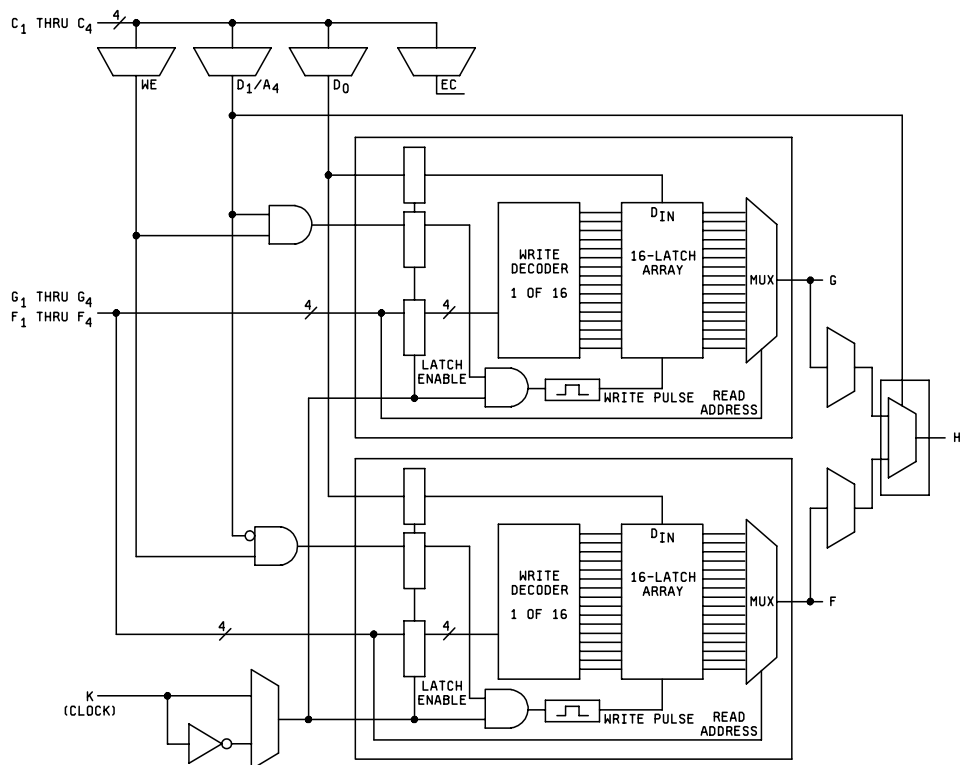 C1 THRU C4
4
WE
D1/A4
D0
EC
DIN
WRITE
DECODER
1 OF 16
16-LATCH
ARRAY
MUX
G
G1 THRU G4
F1 THRU F4
4
4
LATCH
ENABLE
WRITE PULSE
READ
ADDRESS
H
DIN
WRITE
DECODER
1 OF 16
16-LATCH
ARRAY
MUX
F
4
4
LATCH
ENABLE
WRITE PULSE
READ
ADDRESS
K
(CLOCK)